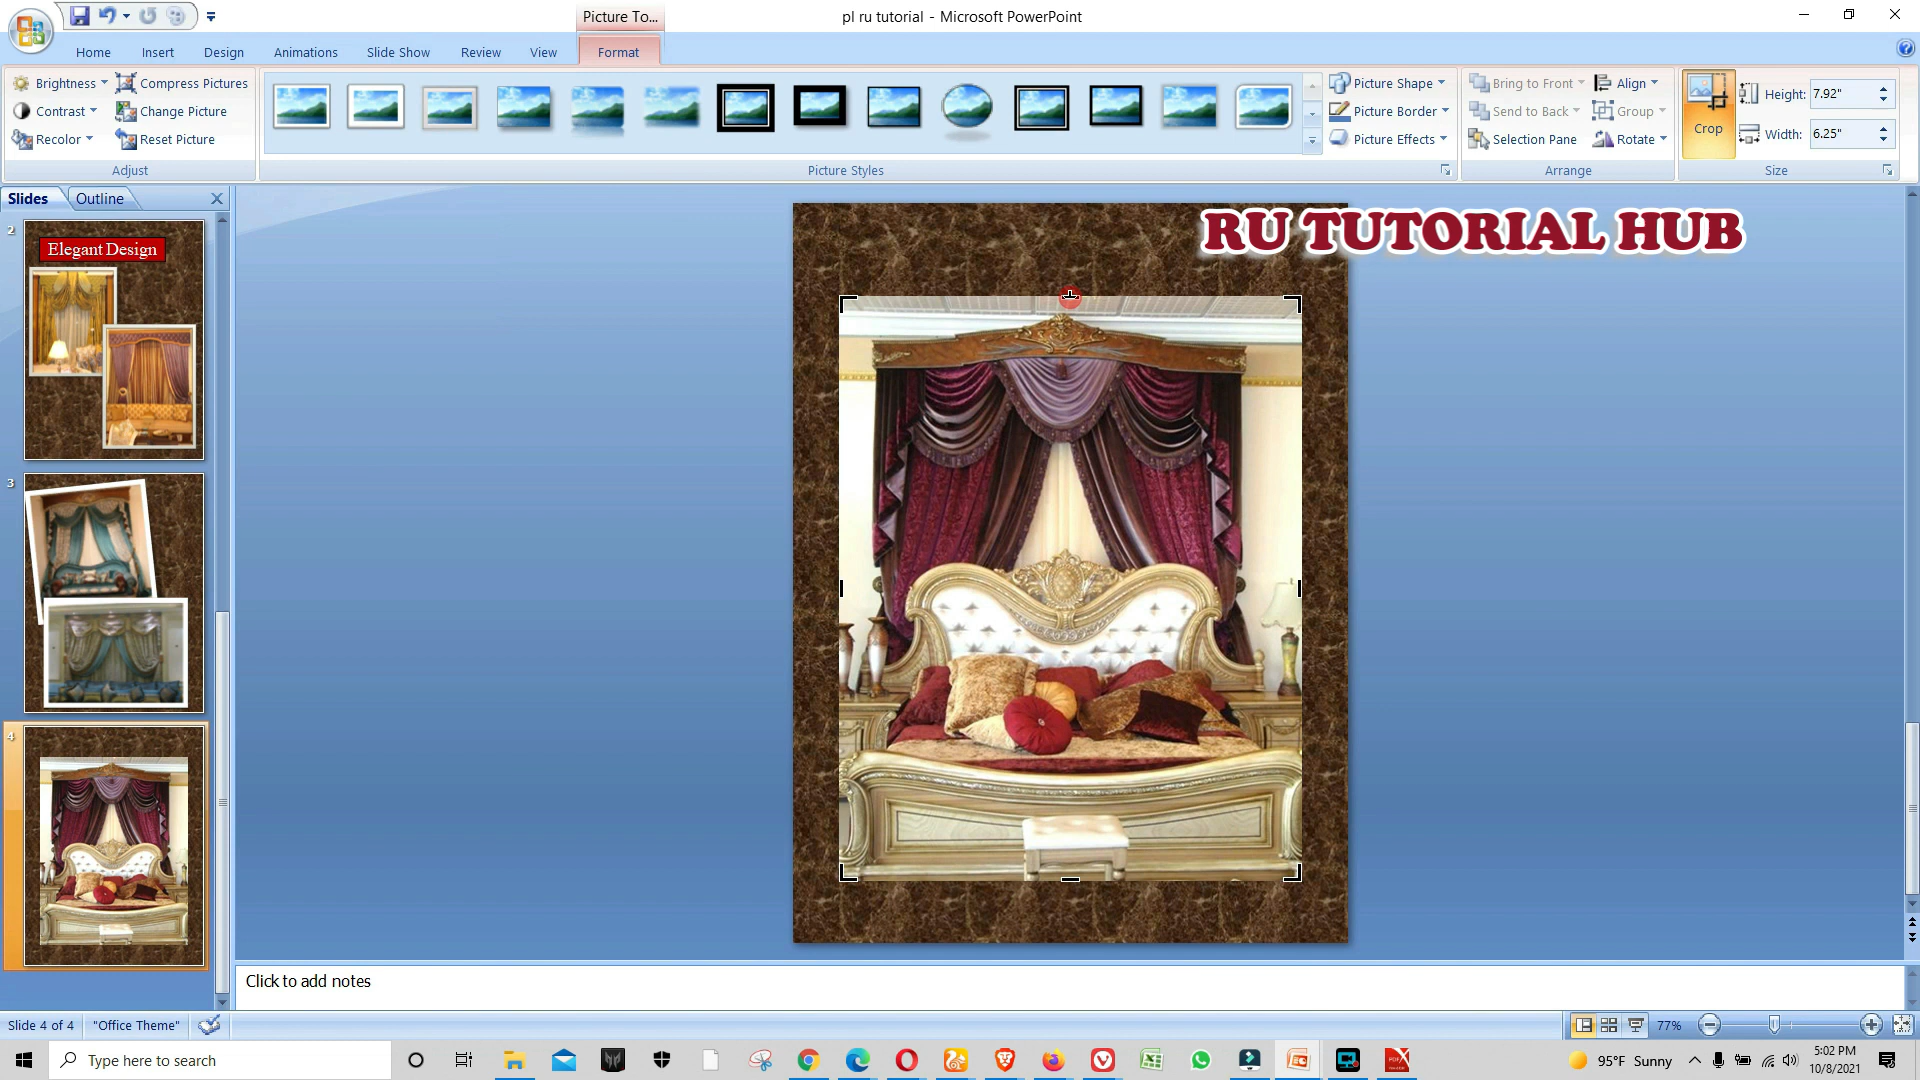 Picture To...
pl ru tutorial - Microsoft PowerPoint
Home
Insert
Design
Animations
Slide Show
Review
View
Format
Brightness
Contrast
Recolor
Compress Pictures
Change Picture
Reset Picture
Adjust
Picture Styles
Picture Shape
Picture Border
Picture Effects
Bring to Front
Send to Back
Selection Pane
Align
Group
Rotate
Arrange
Crop
Height: 7.92"
Width: 6.25"
Size
Slides
Outline
RU TUTORIAL HUB
2
Elegant Design
3
4
Click to add notes
Slide 4 of 4
"Office Theme"
77%
Type here to search
95°F Sunny
5:02 PM
10/8/2021